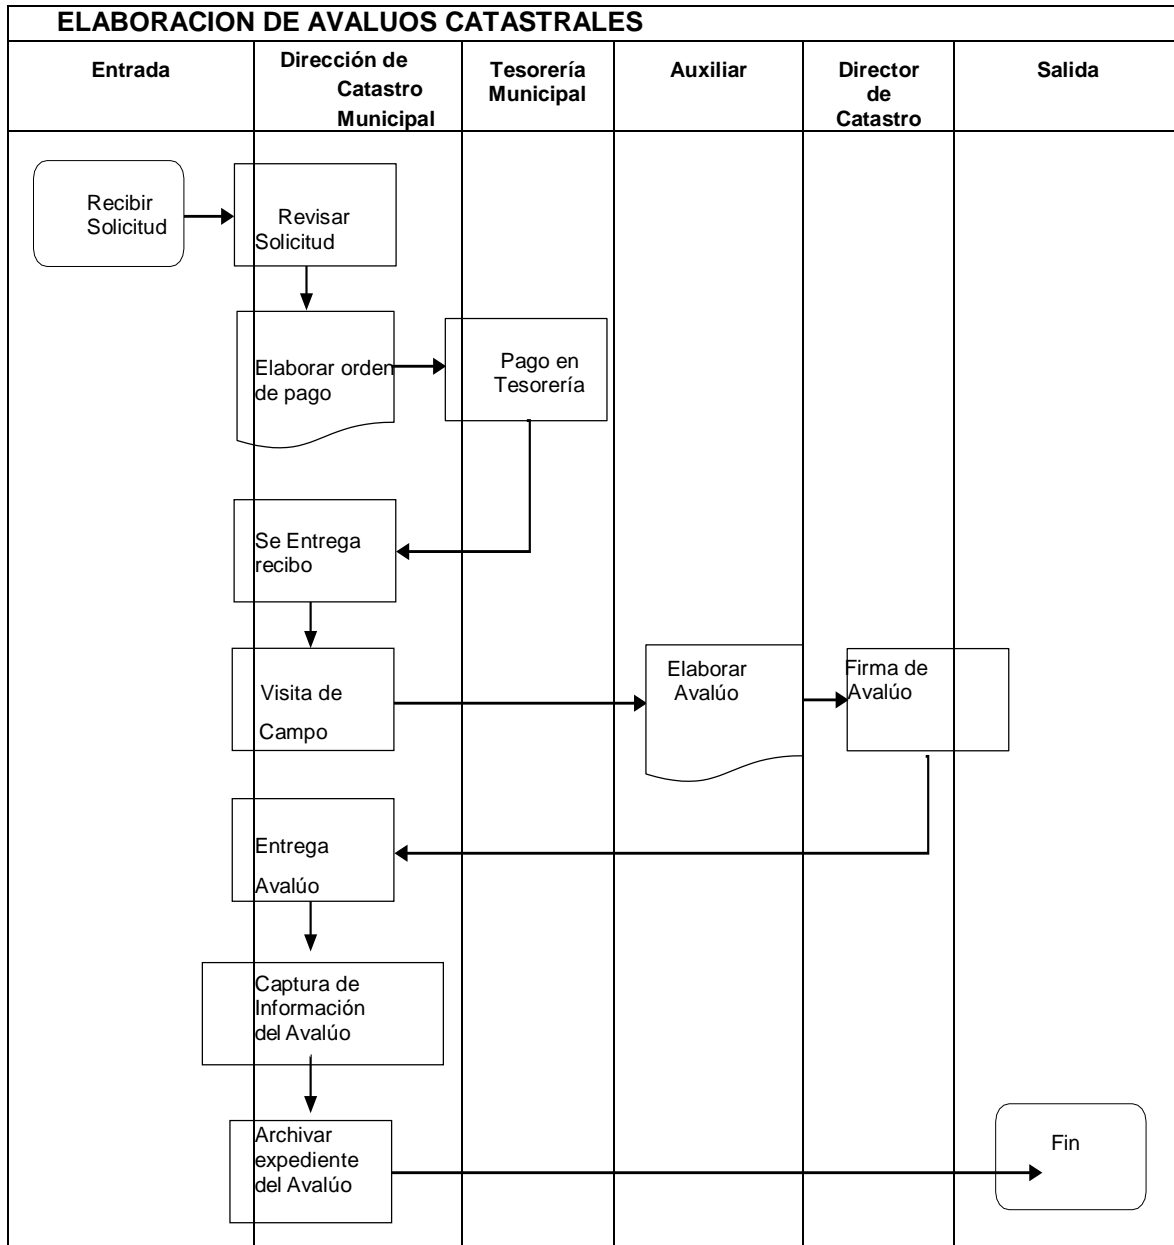 ELABORACION DE AVALUOS CATASTRALES
Entrada
Dirección de
Catastro
Municipal
Tesorería
Municipal
Auxiliar
Director
de
Catastro
Salida
Recibir
Solicitud
Revisar
Solicitud
Elaborar orden
de pago
Pago en
Tesorería
Se Entrega
recibo
Visita de
Campo
Elaborar
Avalúo
Firma de
Avalúo
Entrega
Avalúo
Captura de
Información
del Avalúo
Archivar
expediente
del Avalúo
Fin